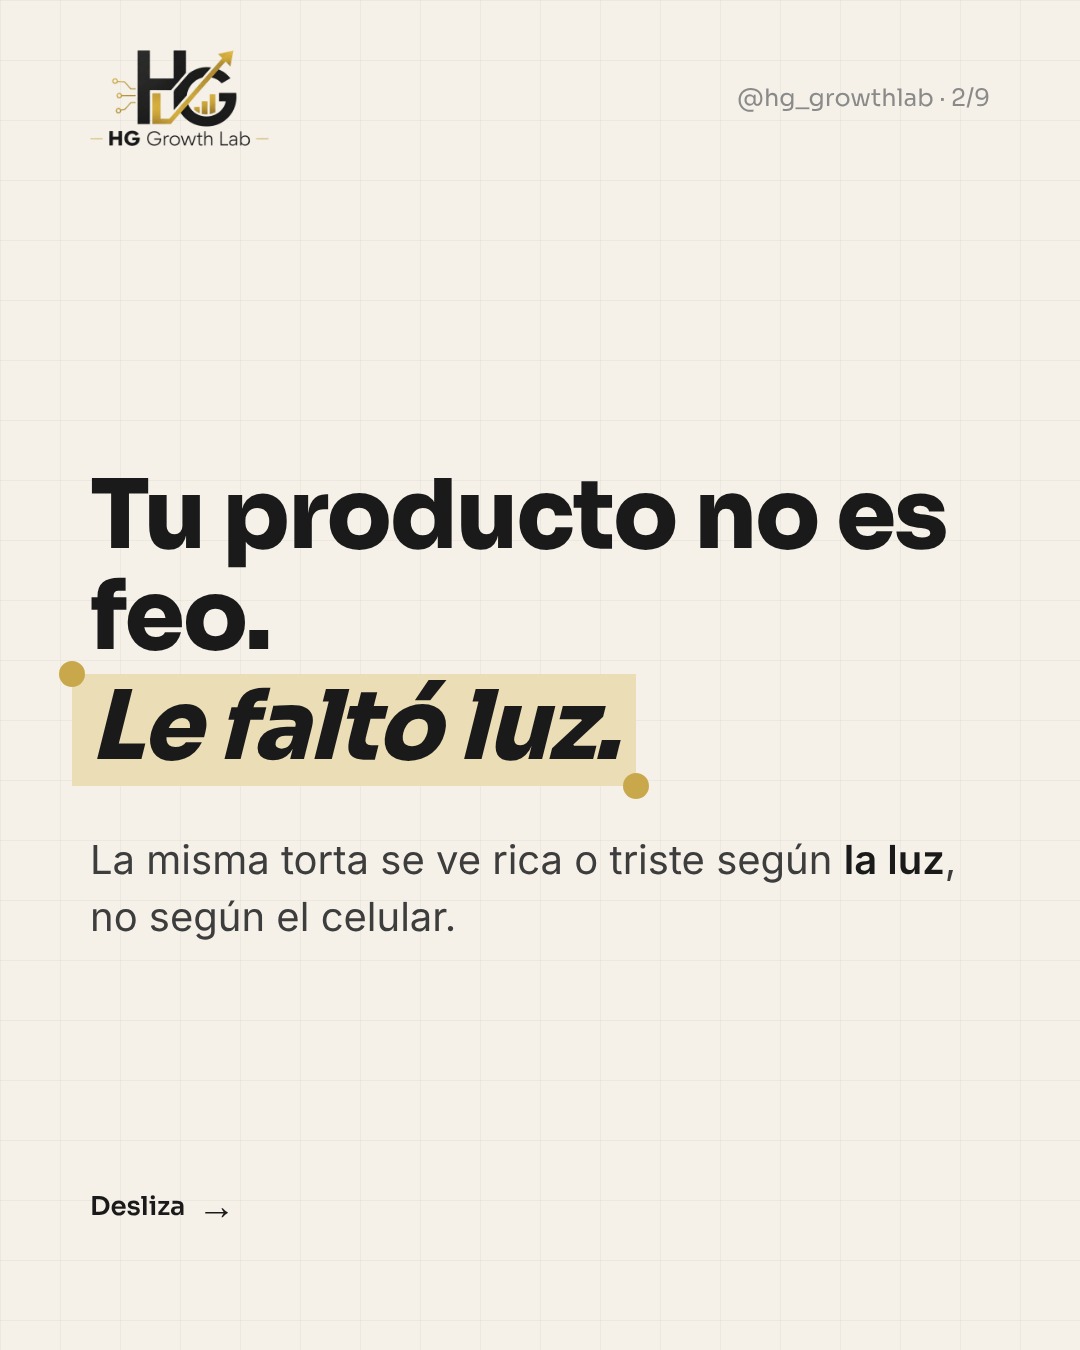 HG
HG Growth Lab
@hg_growthlab · 2/9
Tu producto no es
feo.
Le faltó luz.
La misma torta se ve rica o triste según la luz,
no según el celular.
Desliza →